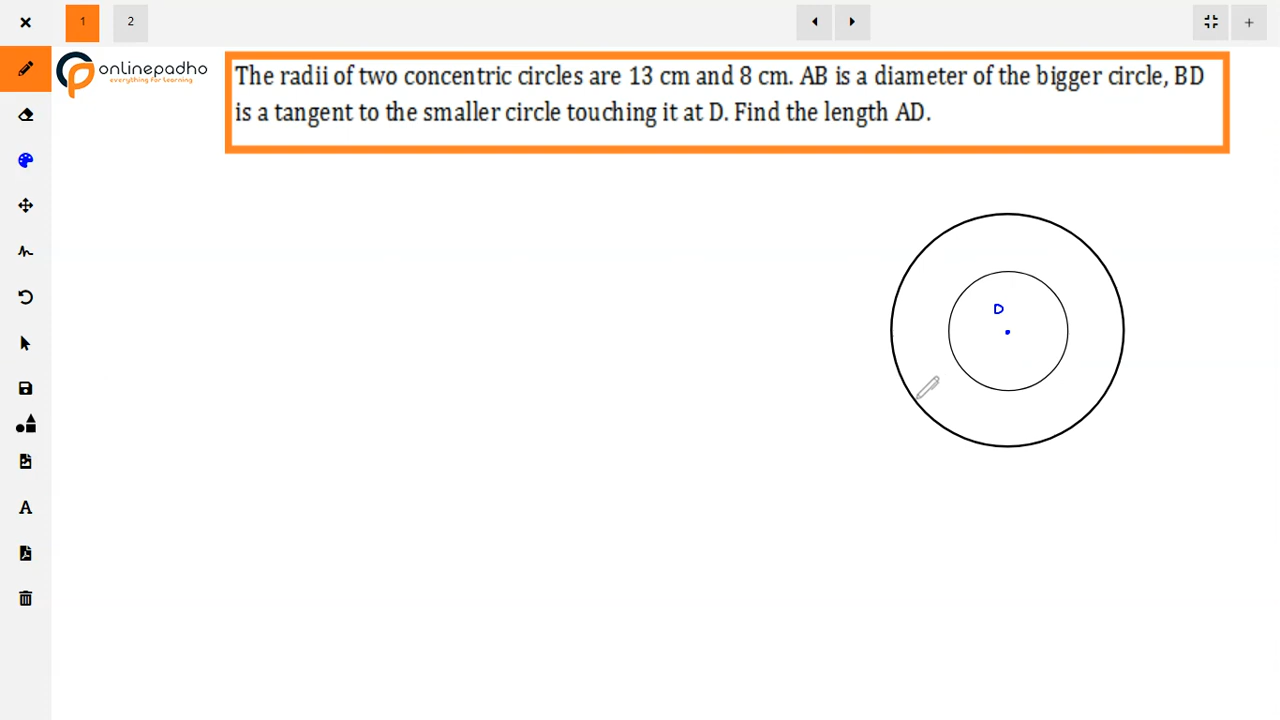 1
2
onlinepadho
everything for learning
The radii of two concentric circles are 13 cm and 8 cm. AB is a diameter of the bigger circle, BD
is a tangent to the smaller circle touching it at D. Find the length AD.
D
A